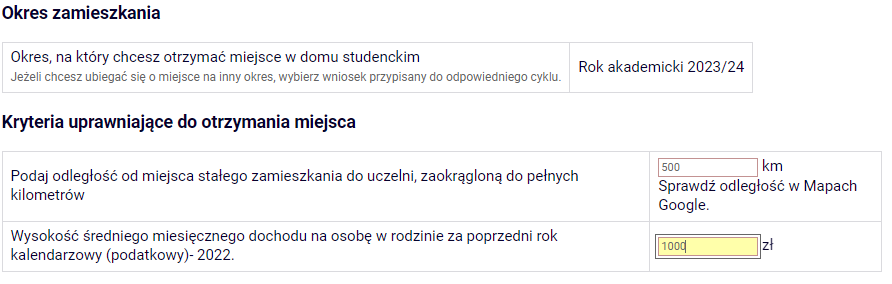 Okres zamieszkania
Okres, na który chcesz otrzymać miejsce w domu studenckim
Jeżeli chcesz ubiegać się o miejsce na inny okres, wybierz wniosek przypisany do odpowiedniego cyklu.
Rok akademicki 2023/24
Kryteria uprawniające do otrzymania miejsca
Podaj odległość od miejsca stałego zamieszkania do uczelni, zaokrągloną do pełnych
kilometrów
500 km
Sprawdź odległość w Mapach
Google.
Wysokość średniego miesięcznego dochodu na osobę w rodzinie za poprzedni rok
kalendarzowy (podatkowy)- 2022.
1000 zł